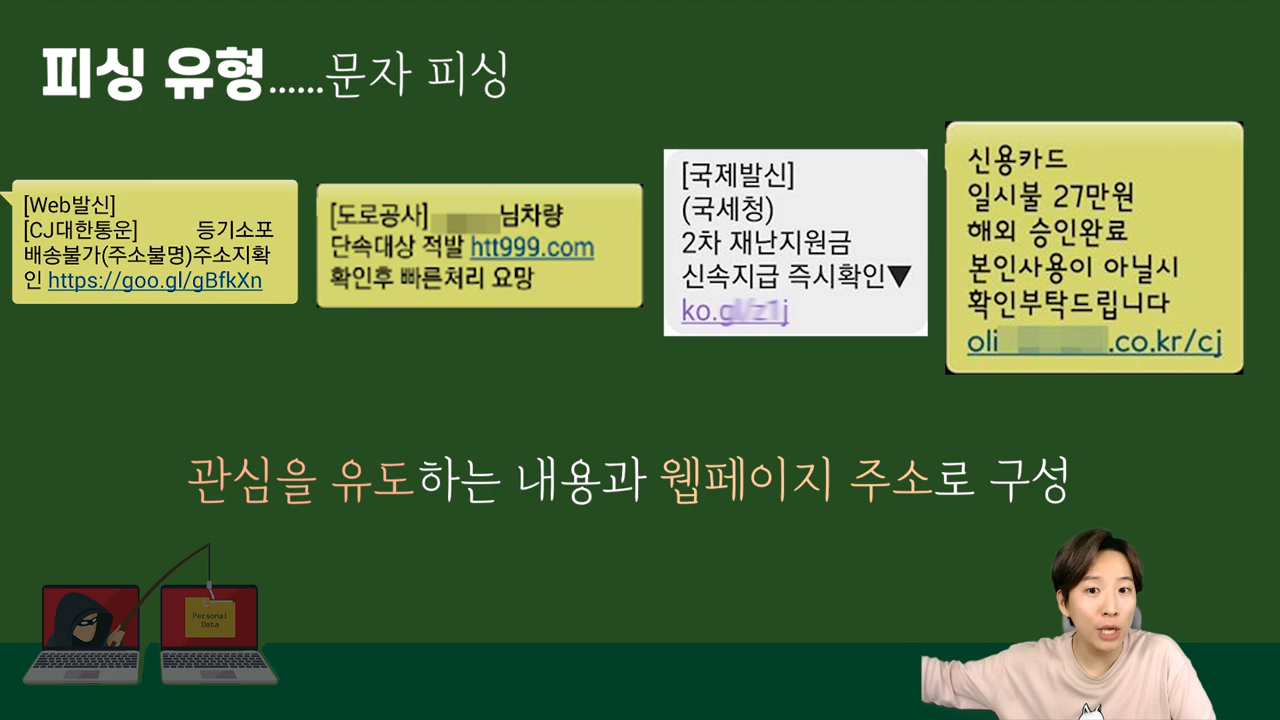 피싱 유형......문자 피싱
[Web발신]
[CJ대한통운] 등기소포
배송불가(주소불명)주소지확
인 https://goo.gl/gBfkXn
[도로공사] 님차량
단속대상 적발 htt999.com
확인후 빠른처리 요망
[국제발신]
(국세청)
2차 재난지원금
신속지급 즉시확인▼
ko.gl/z1j
신용카드
일시불 27만원
해외 승인완료
본인사용이 아닐시
확인부탁드립니다
oli .co.kr/cj
관심을 유도하는 내용과 웹페이지 주소로 구성
Personal
Data